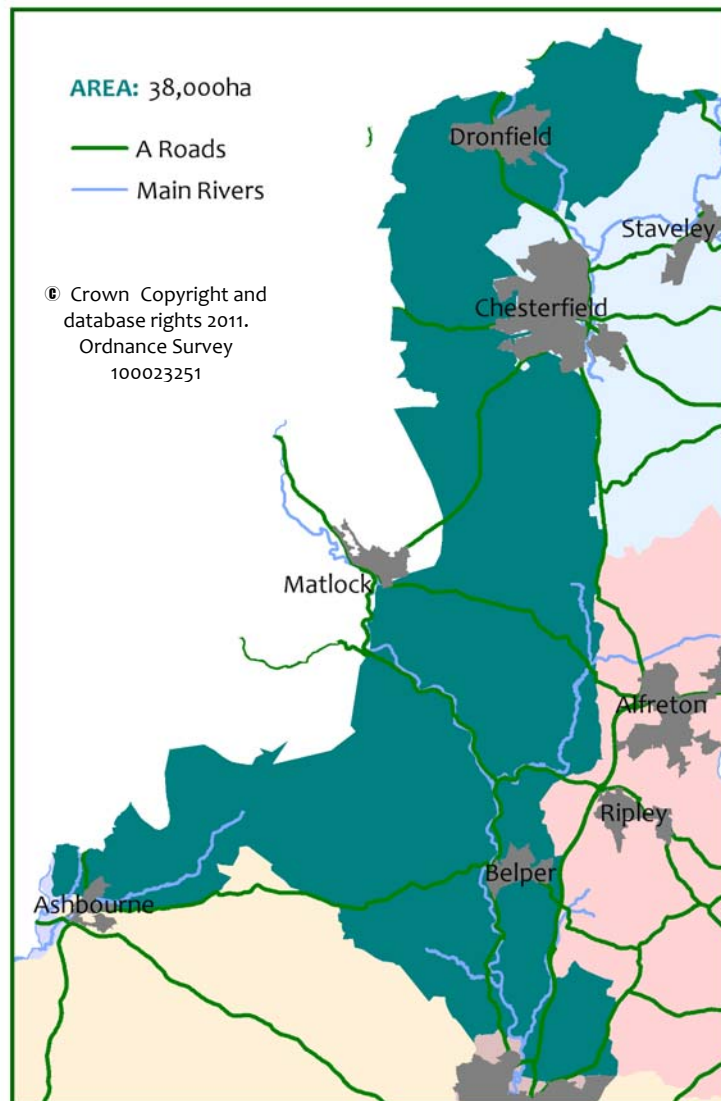 AREA: 38,000ha
A Roads
Main Rivers
© Crown Copyright and
database rights 2011.
Ordnance Survey
100023251
Dronfield
Staveley
Chesterfield
Matlock
Alfreton
Ripley
Belper
Ashbourne